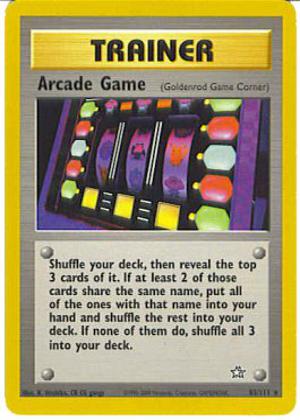 TRAINER
Arcade Game (Goldenrod Game Corner)
Shuffle your deck, then reveal the top
3 cards of it. If at least 2 of those
cards share the same name, put all
of the ones with that name into your
hand and shuffle the rest into your
deck. If none of them do, shuffle all 3
into your deck.
83/111